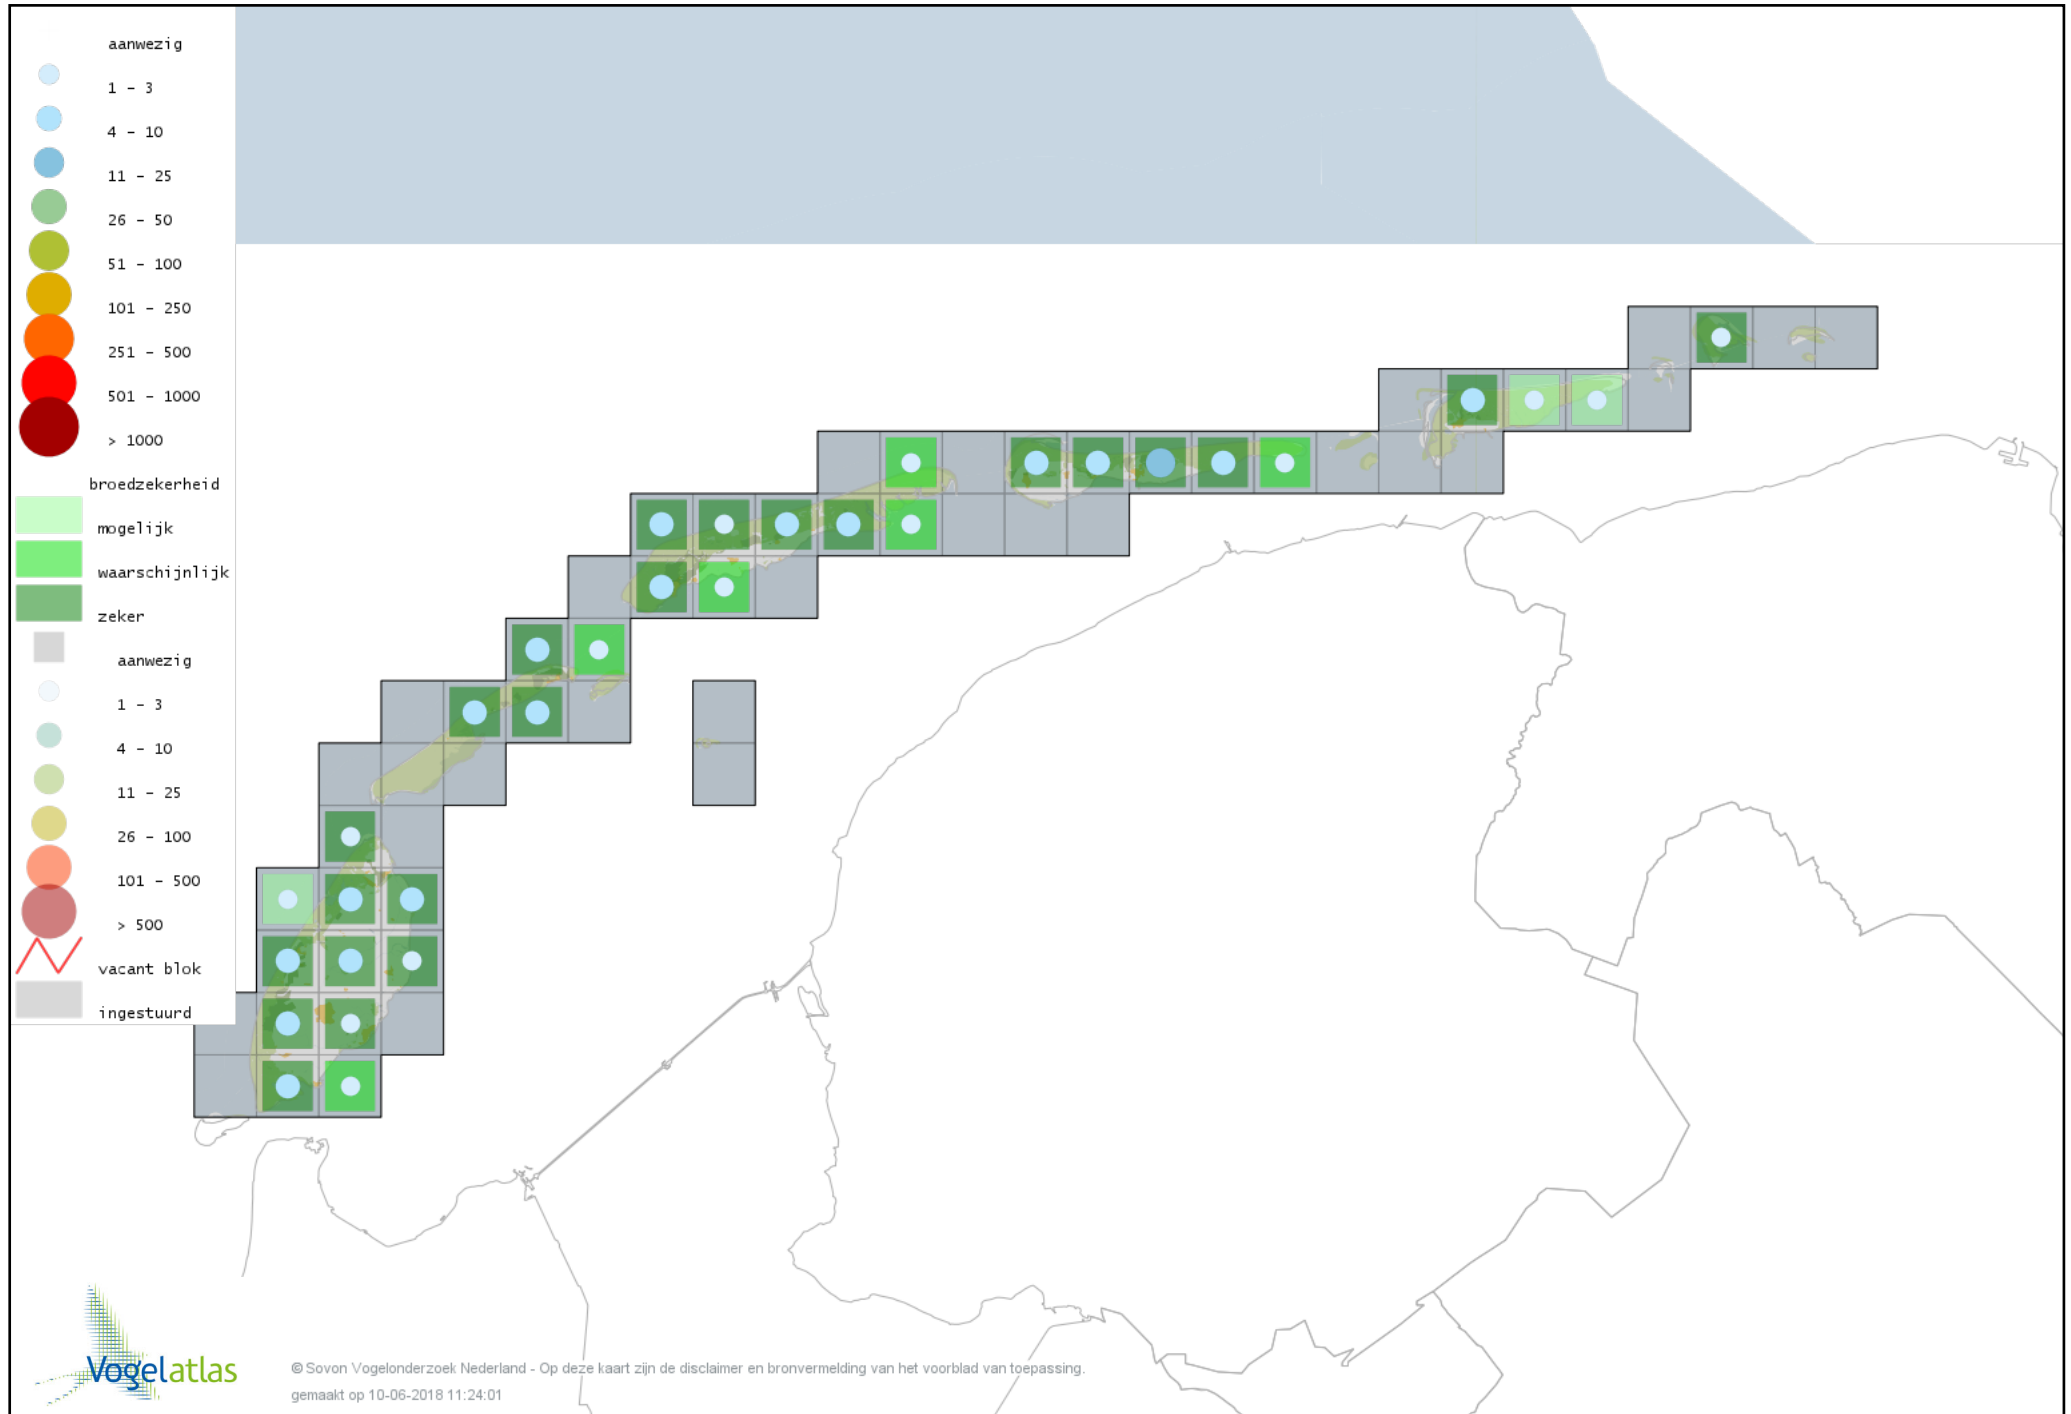 aanwezig
1 - 3
4 - 10
11 - 25
26 - 50
51 - 100
101 - 250
251 - 500
501 - 1000
> 1000
broedzekerheid
mogelijk
waarschijnlijk
zeker
aanwezig
1 - 3
4 - 10
11 - 25
26 - 100
101 - 500
> 500
vacant blok
ingestuurd
Vogelatlas
© Sovon Vogelonderzoek Nederland - Op deze kaart zijn de disclaimer en bronvermelding van het voorblad van toepassing.
gemaakt op 10-06-2018 11:24:01